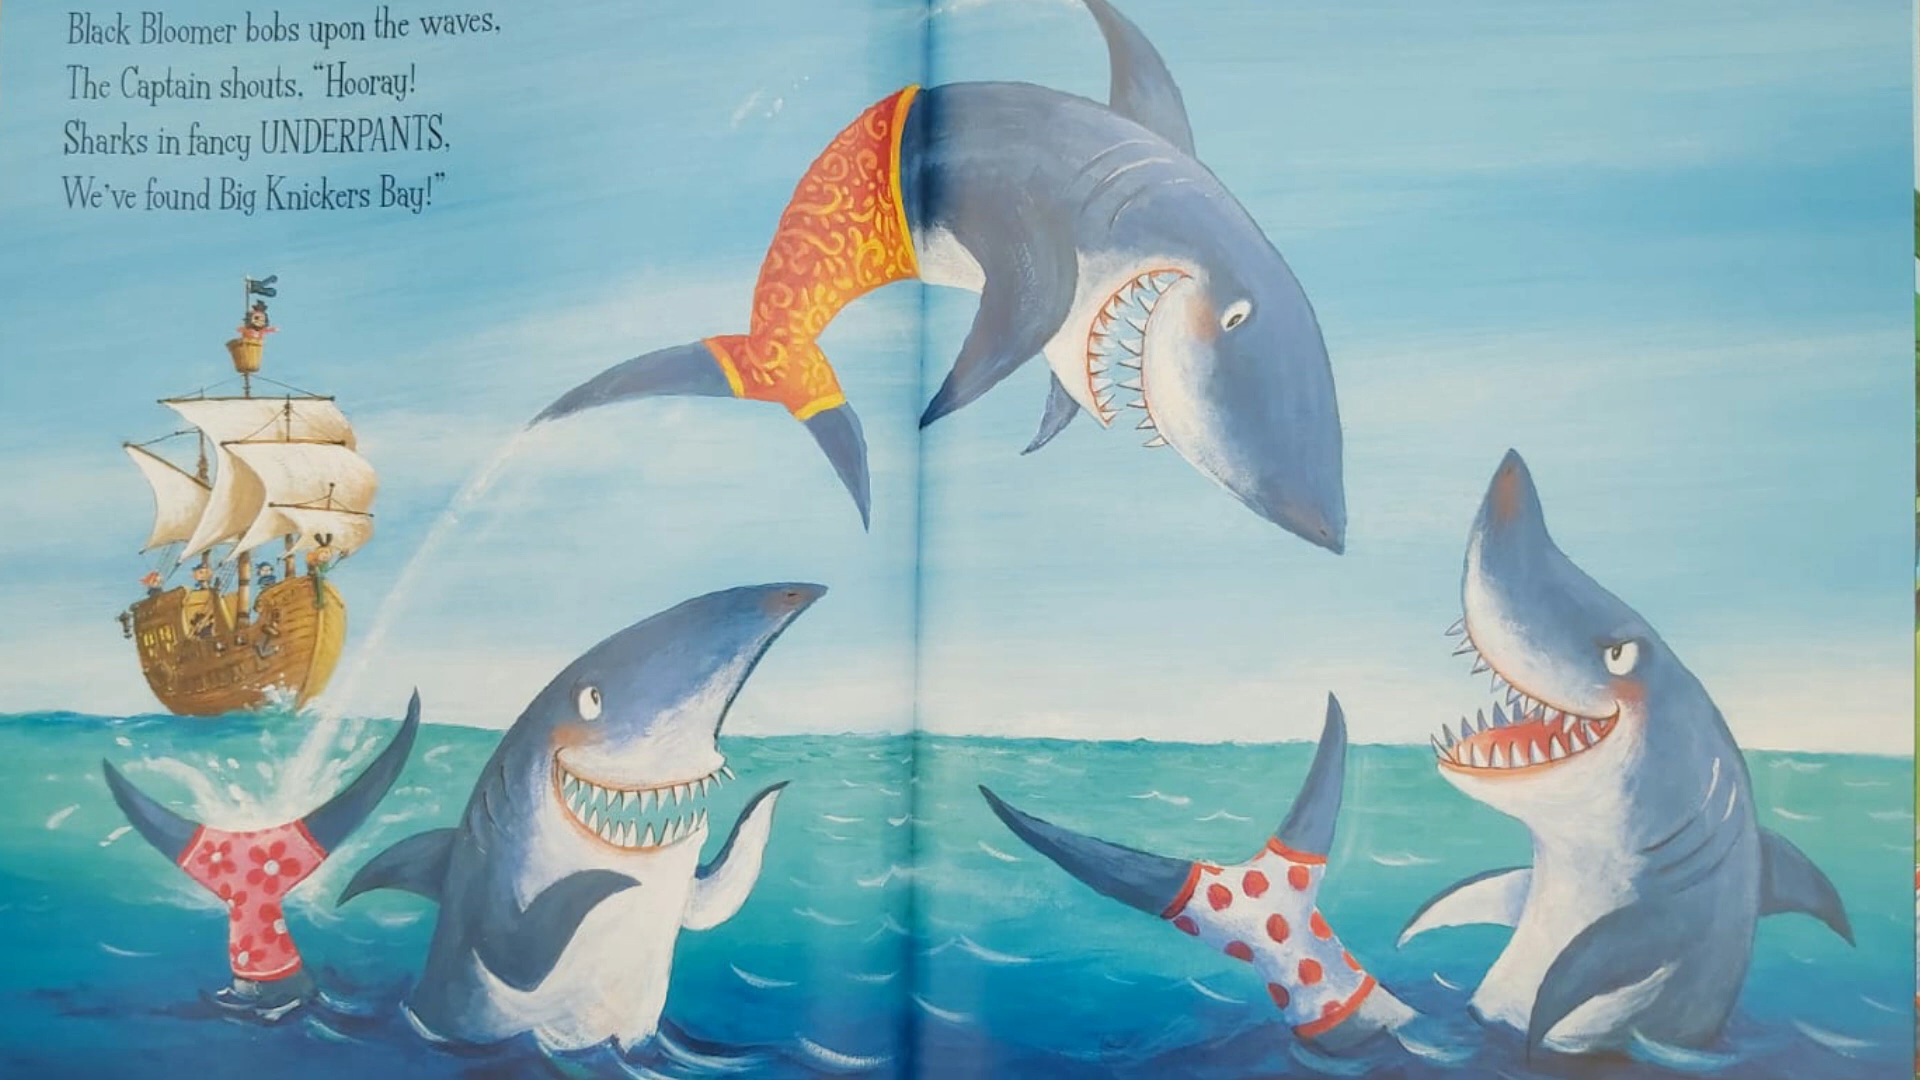 Black Bloomer bobs upon the waves,
The Captain shouts, “Hooray!
Sharks in fancy UNDERPANTS,
We’ve found Big Knickers Bay!”